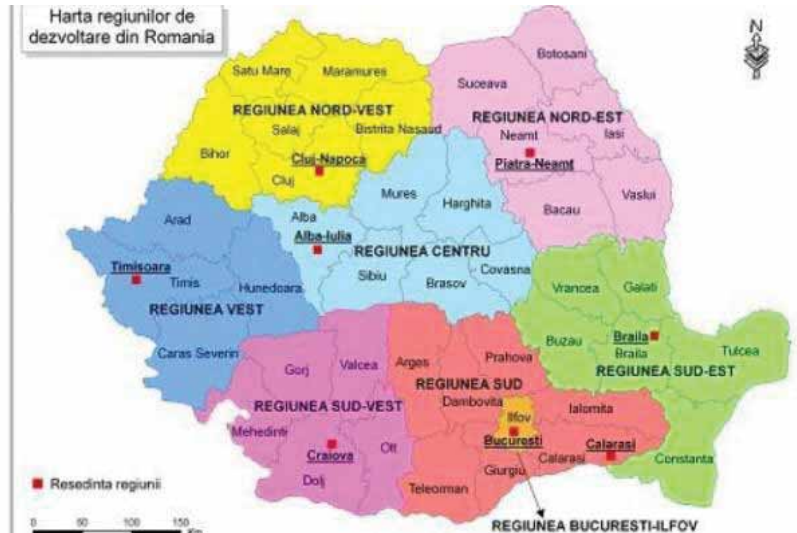 Harta regiunilor de
dezvoltare din Romania
N
Botosani
Satu Mare
Maramures
Suceava
REGIUNEA NORD-VEST
REGIUNEA NORD-EST
Salaj
Bistrita Nasaud
Neamt
Iasi
Bihor
Cluj-Napoca
Piatra-Neamt
Cluj
Mures
Vaslui
Harghita
Bacau
Arad
Alba
Alba-Iulia
REGIUNEA CENTRU
Timisoara
Timis
Hunedoara
Sibiu
Brasov
Covasna
Vrancea
Galati
REGIUNEA VEST
Braila
Buzau
Braila
Tulcea
Caras Severin
Gorj
Valcea
Arges
Prahova
REGIUNEA SUD-EST
REGIUNEA SUD
REGIUNEA SUD-VEST
Dambovita
Ilfov
Ialomita
Mehedinti
Craiova
Olt
Bucuresti
Calarasi
Calarasi
Constanta
Dolj
Teleorman
Giurgiu
Resedinta regiunii
0 50 100 150
Km
REGIUNEA BUCURESTI-ILFOV